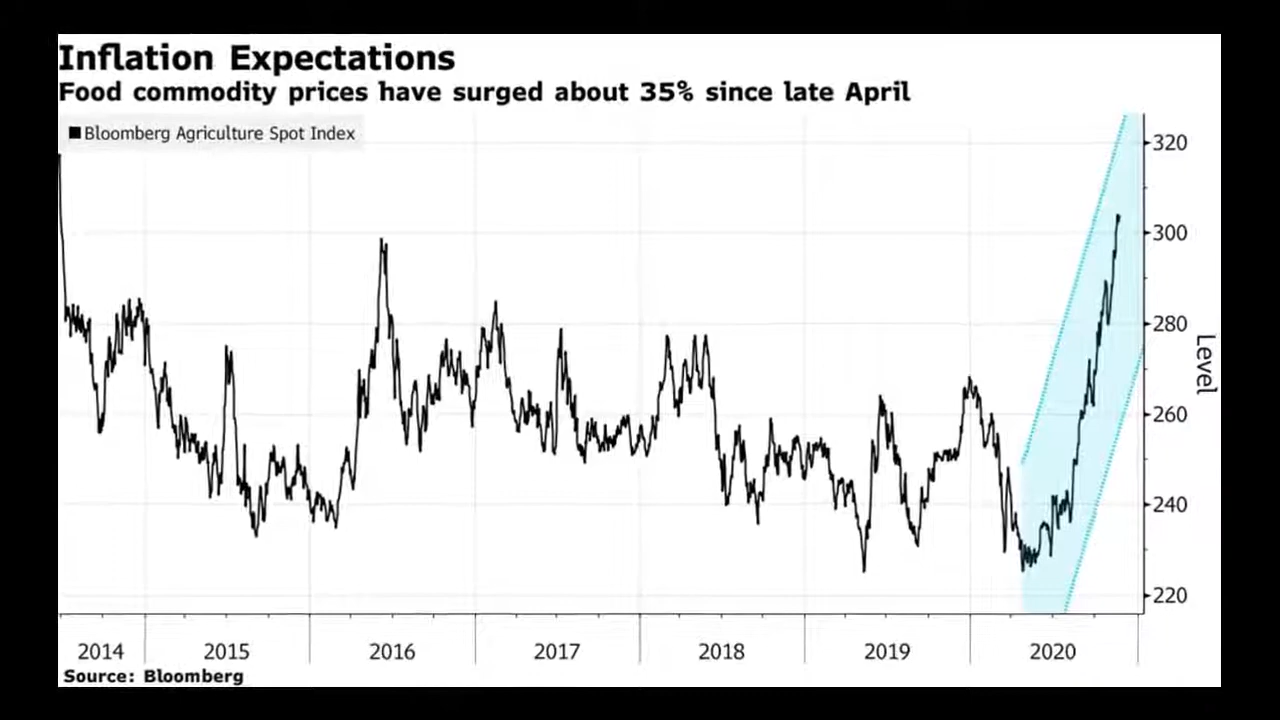 Inflation Expectations
Food commodity prices have surged about 35% since late April
Bloomberg Agriculture Spot Index
320
300
280
260
240
220
Level
2014 2015 2016 2017 2018 2019 2020
Source: Bloomberg